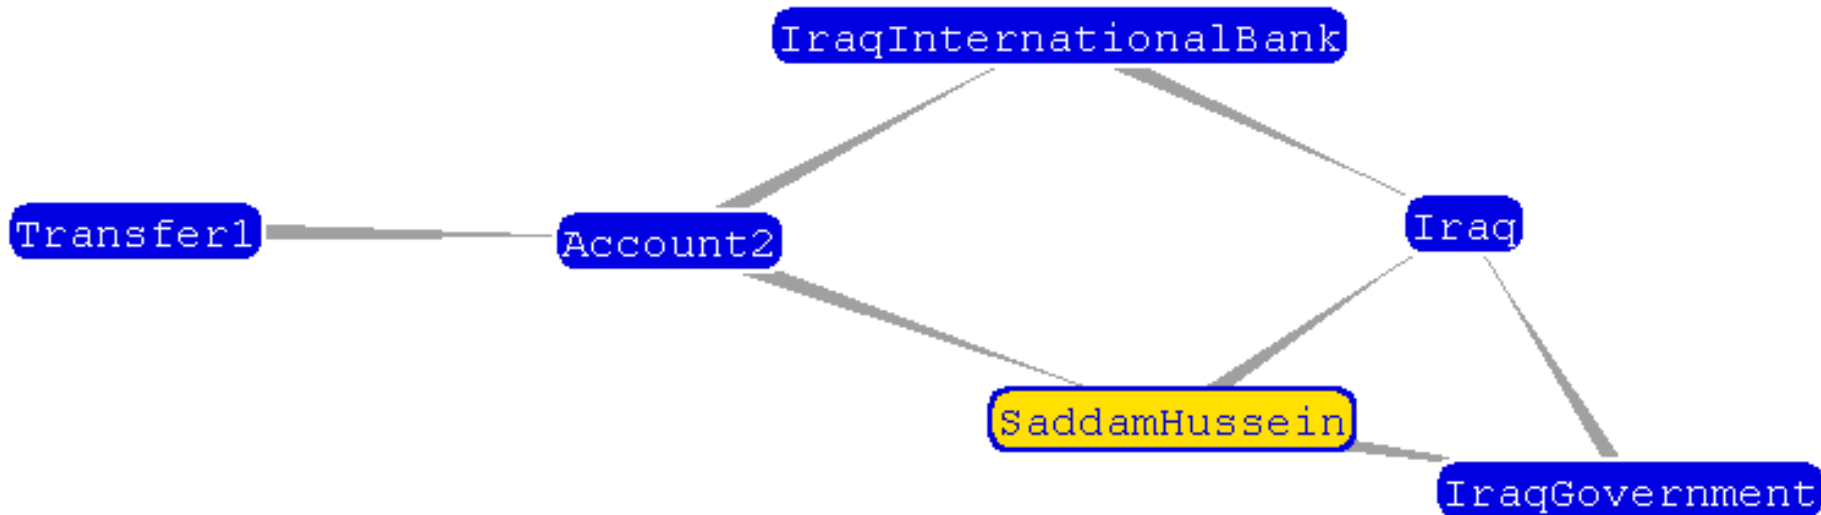 IraqInternationalBank
Transfer1
Account2
Iraq
SaddamHussein
IraqGovernment